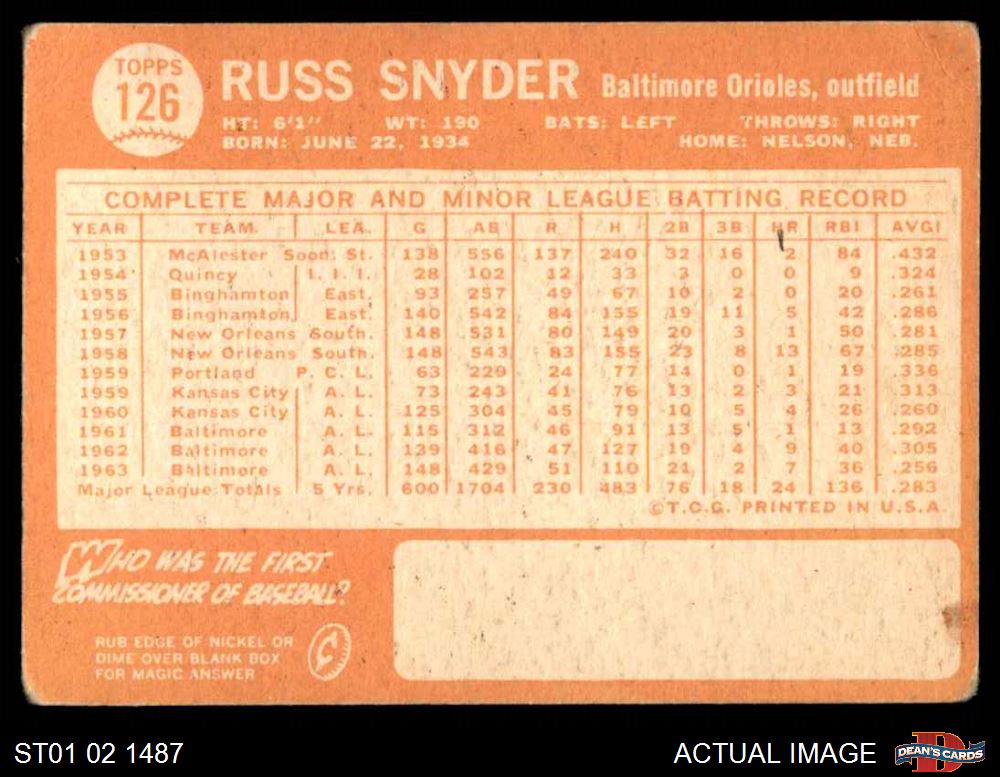 TOPPS
126
RUSS SNYDER Baltimore Orioles, outfield
HT: 6'1" WT: 190 BATS: LEFT THROWS: RIGHT
BORN: JUNE 22, 1934 HOME: NELSON, NEB.
COMPLETE MAJOR AND MINOR LEAGUE BATTING RECORD
YEAR TEAM LEA. G AB R H 2B 3B HR RBI AVG.
1953 McAlester Soon. St. 138 556 137 240 32 16 2 84 .432
1954 Quincy I. I. I. 28 102 12 33 3 0 0 9 .324
1955 Binghamton East. 93 257 49 67 10 2 0 20 .261
1956 Binghamton East. 140 542 84 155 19 11 5 42 .286
1957 New Orleans South. 148 531 80 149 20 3 1 50 .281
1958 New Orleans South. 148 543 83 155 23 8 13 67 .285
1959 Portland P. C. L. 63 229 24 77 14 0 1 19 .336
1959 Kansas City A. L. 73 243 41 76 13 2 3 21 .313
1960 Kansas City A. L. 125 304 45 79 10 5 4 26 .260
1961 Baltimore A. L. 115 312 46 91 13 5 1 13 .292
1962 Baltimore A. L. 139 416 47 127 19 4 9 40 .305
1963 Baltimore A. L. 148 429 51 110 21 2 7 36 .256
Major League Totals 5 Yrs. 600 1704 230 483 76 18 24 136 .283
©T.C.G. PRINTED IN U.S.A.
WHO WAS THE FIRST
COMMISSIONER OF BASEBALL?
RUB EDGE OF NICKEL OR
DIME OVER BLANK BOX
FOR MAGIC ANSWER
ST01 02 1487 ACTUAL IMAGE DEAN'S CARDS